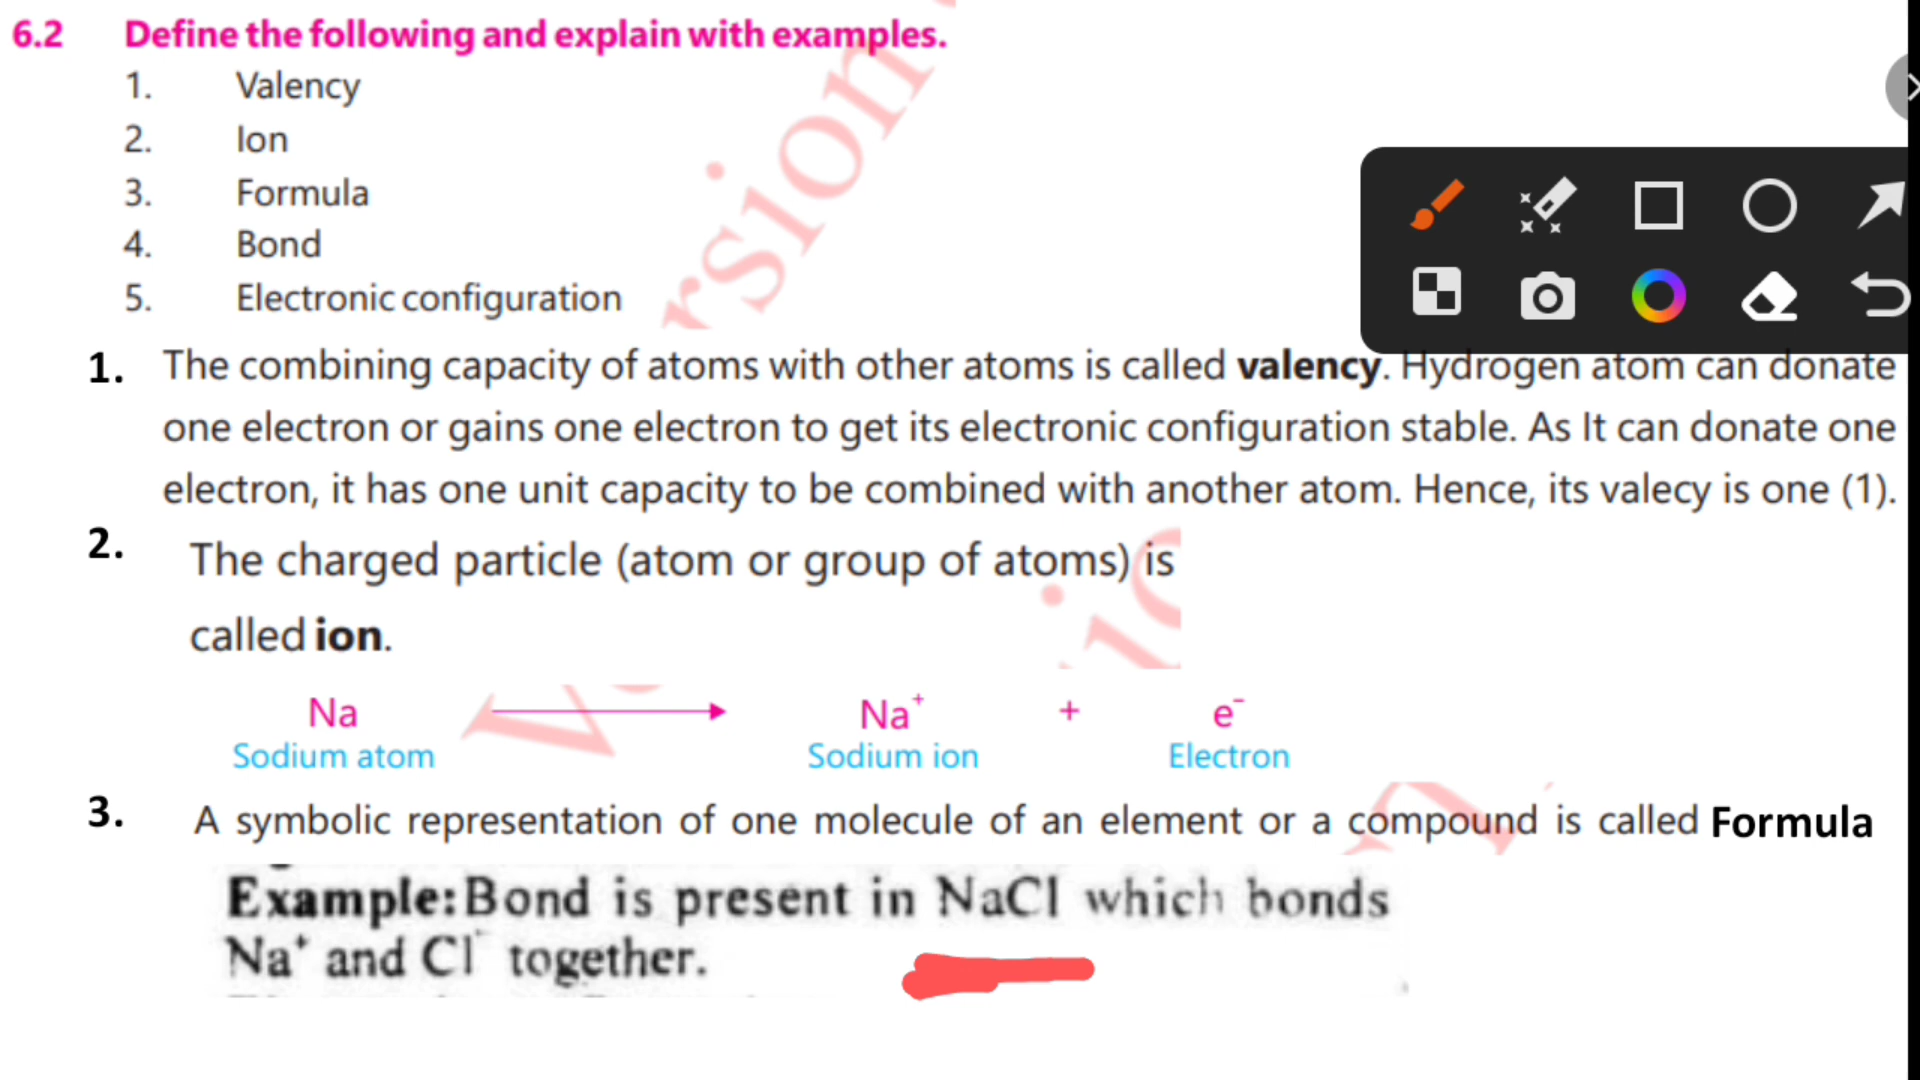 6.2 Define the following and explain with examples.
1. Valency
2. Ion
3. Formula
4. Bond
5. Electronic configuration
1. The combining capacity of atoms with other atoms is called valency. Hydrogen atom can donate
one electron or gains one electron to get its electronic configuration stable. As It can donate one
electron, it has one unit capacity to be combined with another atom. Hence, its valecy is one (1).
2. The charged particle (atom or group of atoms) is
called ion.
Na → Na⁺ + e⁻
Sodium atom Sodium ion Electron
3. A symbolic representation of one molecule of an element or a compound is called Formula
Example: Bond is present in NaCl which bonds
Na⁺ and Cl⁻ together.